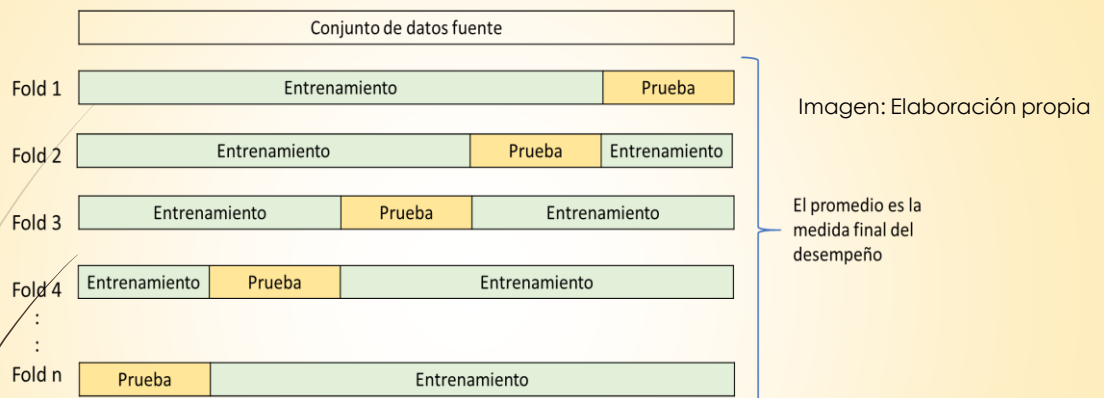 Conjunto de datos fuente
Fold 1 Entrenamiento Prueba
Imagen: Elaboración propia
Fold 2 Entrenamiento Prueba Entrenamiento
Fold 3 Entrenamiento Prueba Entrenamiento
El promedio es la
medida final del
desempeño
Fold 4 Entrenamiento Prueba Entrenamiento
:
:
Fold n Prueba Entrenamiento